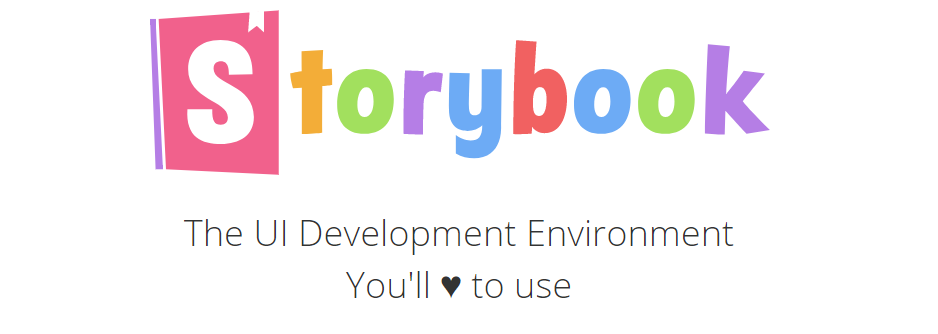 Storybook
The UI Development Environment
You'll ♥ to use